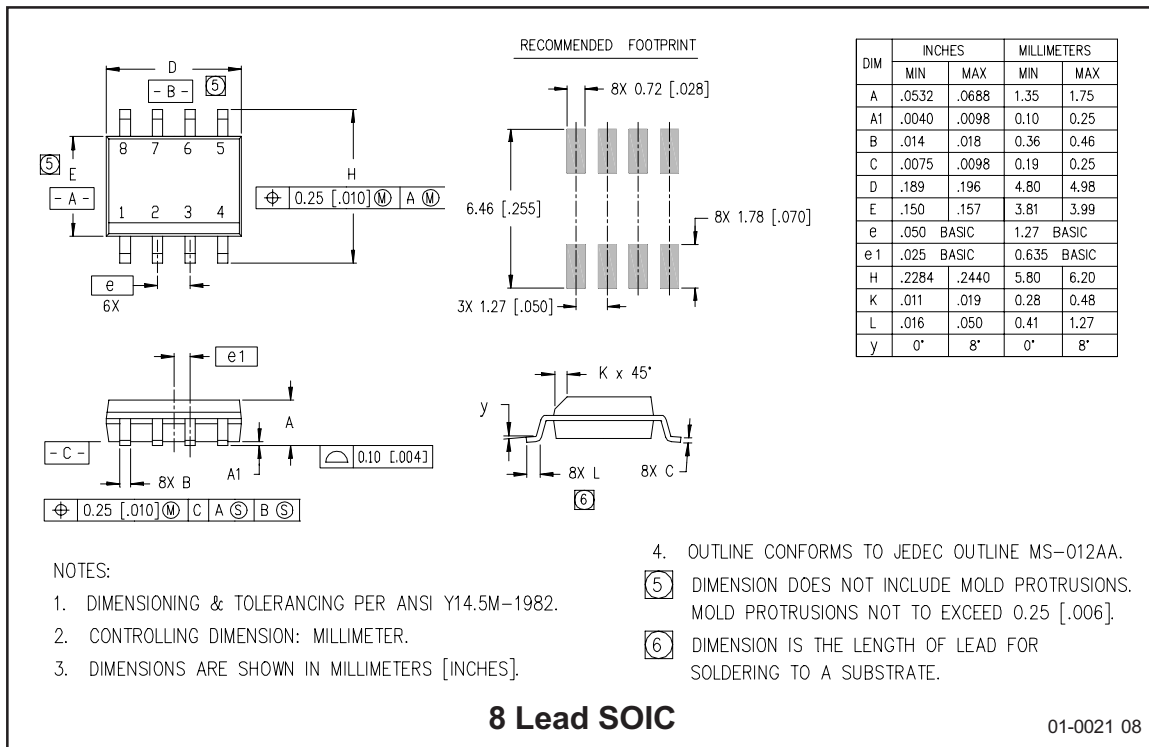 RECOMMENDED FOOTPRINT
D
- B -
5
8 7 6 5
5
E
- A -
H
⌖ 0.25 [.010] Ⓜ A Ⓜ
1 2 3 4
e
6X
8X 0.72 [.028]
6.46 [.255]
8X 1.78 [.070]
3X 1.27 [.050]
DIM INCHES MILLIMETERS
MIN MAX MIN MAX
A .0532 .0688 1.35 1.75
A1 .0040 .0098 0.10 0.25
B .014 .018 0.36 0.46
C .0075 .0098 0.19 0.25
D .189 .196 4.80 4.98
E .150 .157 3.81 3.99
e .050 BASIC 1.27 BASIC
e1 .025 BASIC 0.635 BASIC
H .2284 .2440 5.80 6.20
K .011 .019 0.28 0.48
L .016 .050 0.41 1.27
y 0° 8° 0° 8°
e1
A
- C -
8X B
A1
⌓ 0.10 [.004]
⌖ 0.25 [.010] Ⓜ C A Ⓢ B Ⓢ
K x 45°
y
8X L
6
8X C
NOTES:
1. DIMENSIONING & TOLERANCING PER ANSI Y14.5M-1982.
2. CONTROLLING DIMENSION: MILLIMETER.
3. DIMENSIONS ARE SHOWN IN MILLIMETERS [INCHES].
4. OUTLINE CONFORMS TO JEDEC OUTLINE MS-012AA.
5 DIMENSION DOES NOT INCLUDE MOLD PROTRUSIONS.
MOLD PROTRUSIONS NOT TO EXCEED 0.25 [.006].
6 DIMENSION IS THE LENGTH OF LEAD FOR
SOLDERING TO A SUBSTRATE.
8 Lead SOIC
01-0021 08